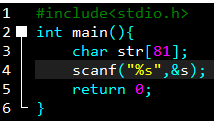 1 #include<stdio.h>
2 int main(){
3 char str[81];
4 scanf("%s",&s);
5 return 0;
6 }